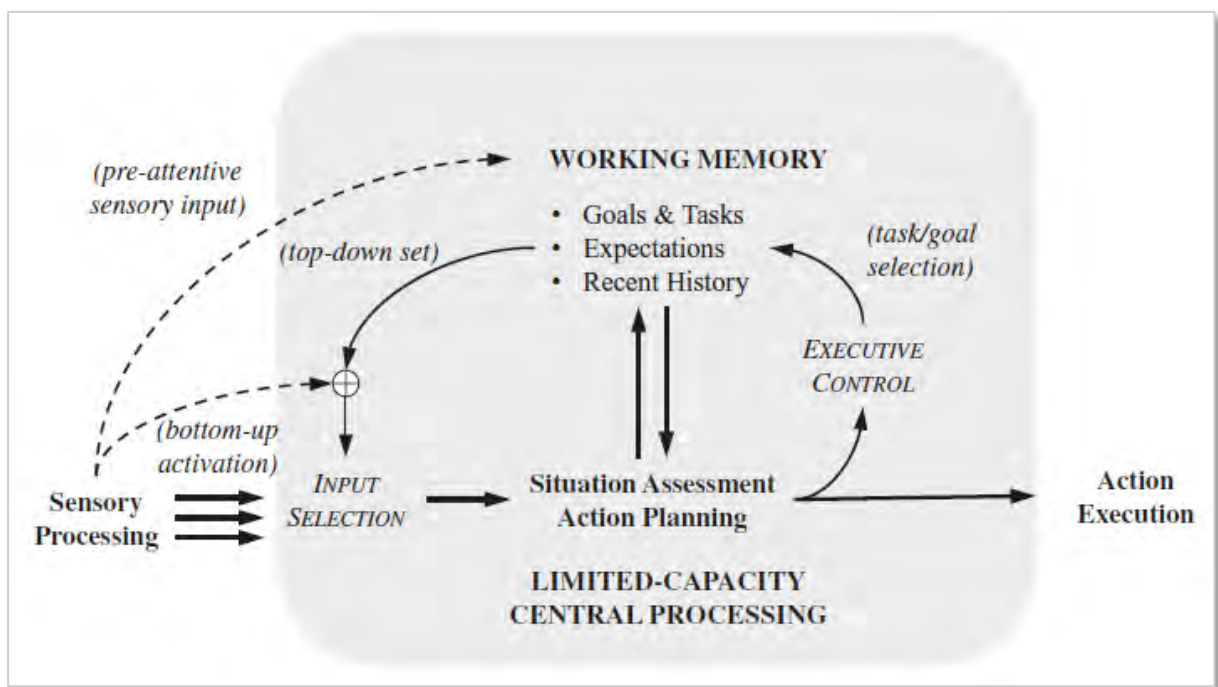 WORKING MEMORY
(pre-attentive
sensory input)
• Goals & Tasks
• Expectations
• Recent History
(top-down set)
(task/goal
selection)
EXECUTIVE
CONTROL
(bottom-up
activation)
Sensory
Processing
INPUT
SELECTION
Situation Assessment
Action Planning
Action
Execution
LIMITED-CAPACITY
CENTRAL PROCESSING